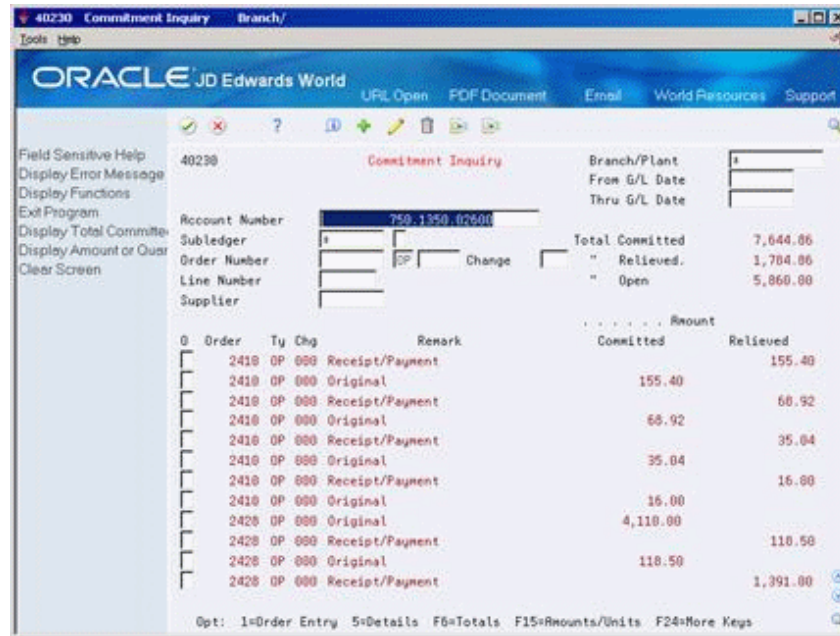 40230 Commitment Inquiry Branch/
Tools Help
ORACLE JD Edwards World
URL Open PDF Document Email World Resources Support
Field Sensitive Help
Display Error Message
Display Functions
Exit Program
Display Total Committe
Display Amount or Quar
Clear Screen
40230 Commitment Inquiry Branch/Plant *
From G/L Date
Thru G/L Date
Account Number 750.1350.02600
Subledger * Total Committed 7,644.86
Order Number OP Change " Relieved. 1,784.86
Line Number " Open 5,860.00
Supplier
. . . . . . Amount
O Order Ty Chg Remark Committed Relieved
2410 OP 000 Receipt/Payment 155.40
2410 OP 000 Original 155.40
2410 OP 000 Receipt/Payment 68.92
2410 OP 000 Original 68.92
2410 OP 000 Receipt/Payment 35.04
2410 OP 000 Original 35.04
2410 OP 000 Receipt/Payment 16.00
2410 OP 000 Original 16.00
2428 OP 000 Original 4,110.00
2428 OP 000 Receipt/Payment 118.50
2428 OP 000 Original 118.50
2428 OP 000 Receipt/Payment 1,391.00
Opt: 1=Order Entry 5=Details F6=Totals F15=Amounts/Units F24=More Keys